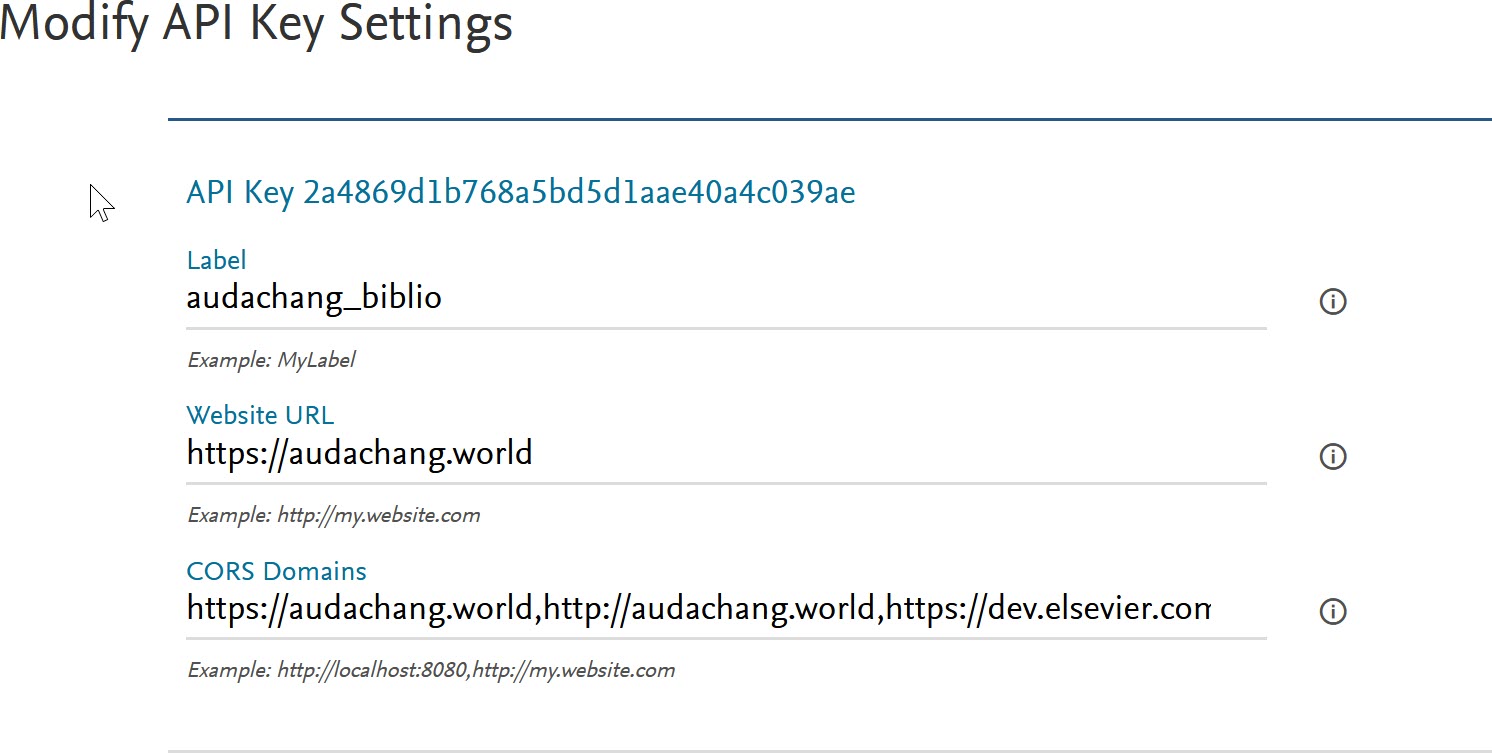 Modify API Key Settings
API Key 2a4869d1b768a5bd5d1aae40a4c039ae
Label
audachang_biblio
Example: MyLabel
Website URL
https://audachang.world
Example: http://my.website.com
CORS Domains
https://audachang.world,http://audachang.world,https://dev.elsevier.com
Example: http://localhost:8080,http://my.website.com